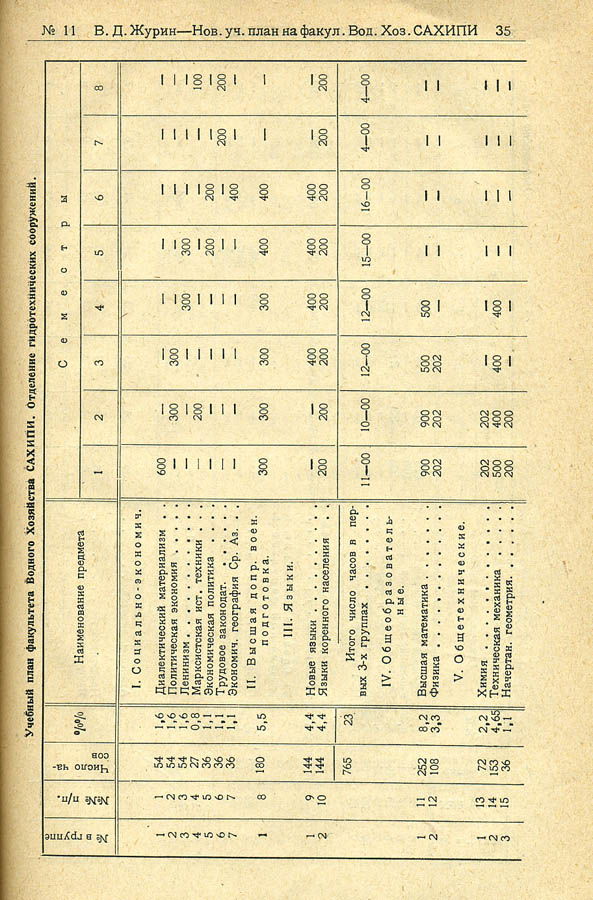 № 11 В. Д. Журин—Нов. уч. план на факул. Вод. Хоз. САХИПИ 35
Учебный план факультета Водного Хозяйства САХИПИ. Отделение гидротехнических сооружений.
№ в группе №№ п/п. Число ча- %% Наименование предмета Семестры
сов 1 2 3 4 5 6 7 8
I. Социально-экономич.
1 1 54 1,6 Диалектический материализм . . 600 — — — — — — —
2 2 54 1,6 Политическая экономия . . . . — 300 300 — — — — —
3 3 54 1,6 Ленинизм . . . . . . . . — — — 300 300 — — —
4 4 27 0,8 Марксистская ист. техники . . — 200 — — — — — 100
5 5 36 1,1 Экономическая политика . . . — — — — 200 200 — —
6 6 36 1,1 Трудовое законодат. . . . . — — — — — — 200 200
7 7 36 1,1 Экономич. география Ср. Аз. . . — — — — — 400 — —
II. Высшая допр. воен.
1 8 180 5,5 подготовка. 300 300 300 300 400 400 — —
III. Языки.
1 9 144 4,4 Новые языки . . . . . . . . — — 400 400 400 400 — —
2 10 144 4,4 Языки коренного населения . . 200 200 200 200 200 200 200 200
Итого число часов в пер-
765 23 вых 3-х группах . . . . . . 11—00 10—00 12—00 12—00 15—00 16—00 4—00 4—00
IV. Общеобразователь-
ные.
1 11 252 8,2 Высшая математика . . . . . 900 900 500 500 — — — —
2 12 108 3,3 Физика . . . . . . . . . 202 202 202 — — — — —
V. Общетехнические.
1 13 72 2,2 Химия . . . . . . . . . 202 202 — — — — — —
2 14 153 4,65 Техническая механика . . . . 500 400 400 400 — — — —
3 15 36 1,1 Начертан. геометрия. . . . . 200 200 — — — — — —